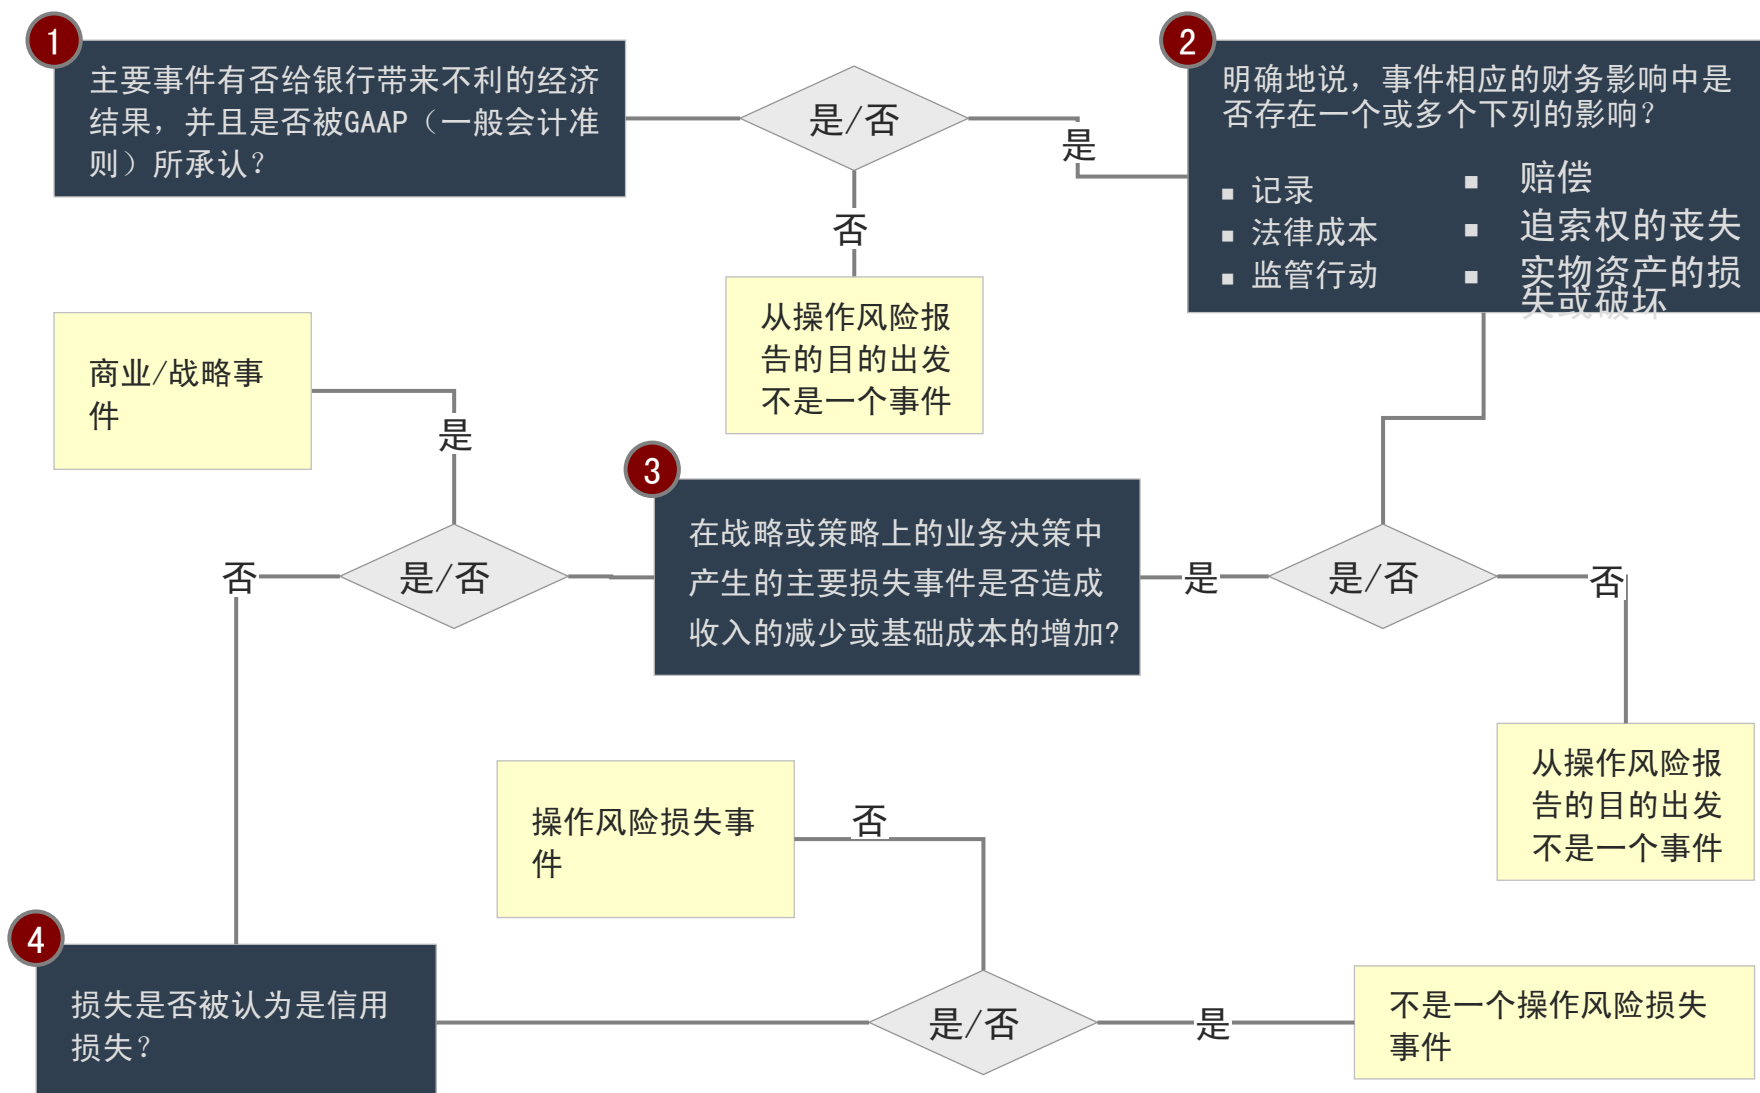 1
主要事件有否给银行带来不利的经济
结果，并且是否被GAAP（一般会计准
则）所承认？
是/否
是
否
从操作风险报
告的目的出发
不是一个事件
2
明确地说，事件相应的财务影响中是
否存在一个或多个下列的影响？
▪ 记录
▪ 法律成本
▪ 监管行动
▪ 赔偿
▪ 追索权的丧失
▪ 实物资产的损
失或破坏
是/否
是
否
从操作风险报
告的目的出发
不是一个事件
3
在战略或策略上的业务决策中
产生的主要损失事件是否造成
收入的减少或基础成本的增加?
是/否
是
否
商业/战略事
件
4
损失是否被认为是信用
损失？
是/否
否
操作风险损失事
件
是
不是一个操作风险损失
事件